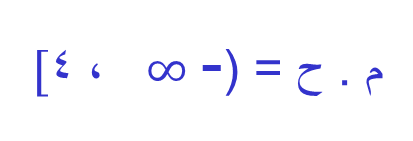 م . ح = (- ∞ ، ٤]